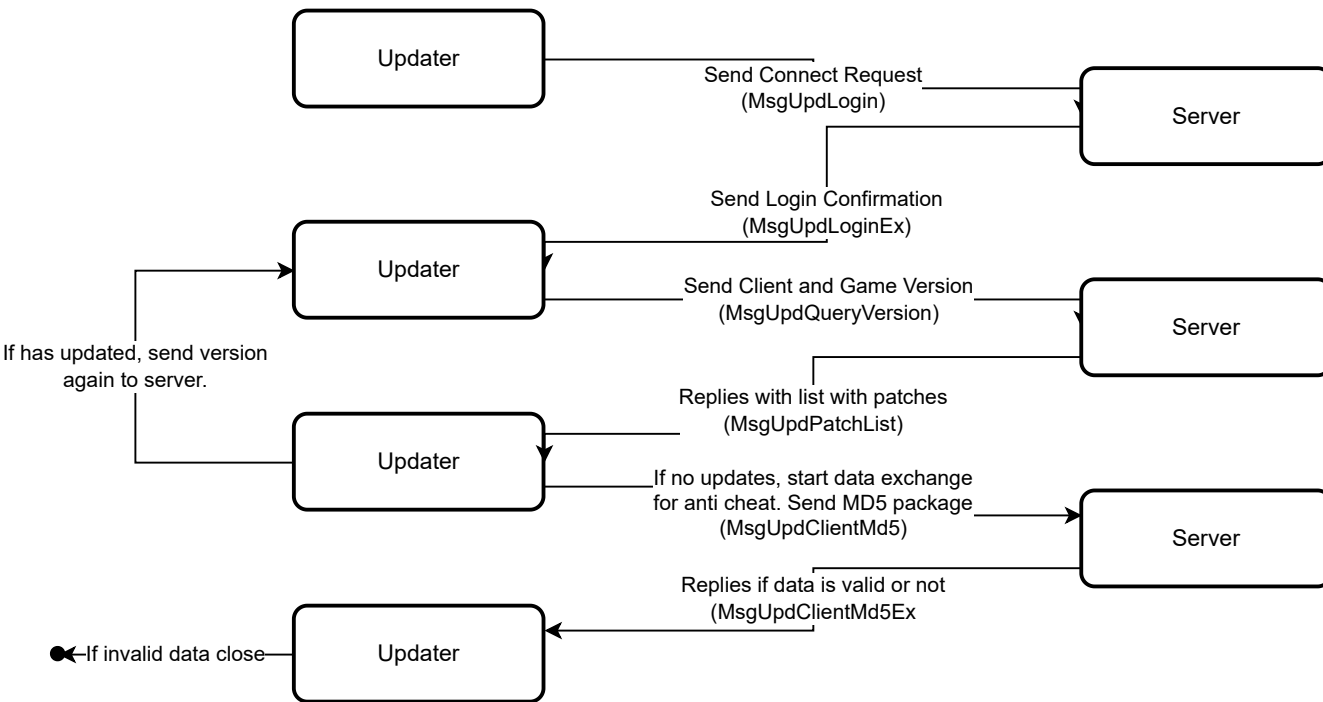 Updater
Send Connect Request
(MsgUpdLogin)
Server
Send Login Confirmation
(MsgUpdLoginEx)
Updater
Send Client and Game Version
(MsgUpdQueryVersion)
Server
If has updated, send version
again to server.
Replies with list with patches
(MsgUpdPatchList)
Updater
If no updates, start data exchange
for anti cheat. Send MD5 package
(MsgUpdClientMd5)
Server
Replies if data is valid or not
(MsgUpdClientMd5Ex
Updater
If invalid data close